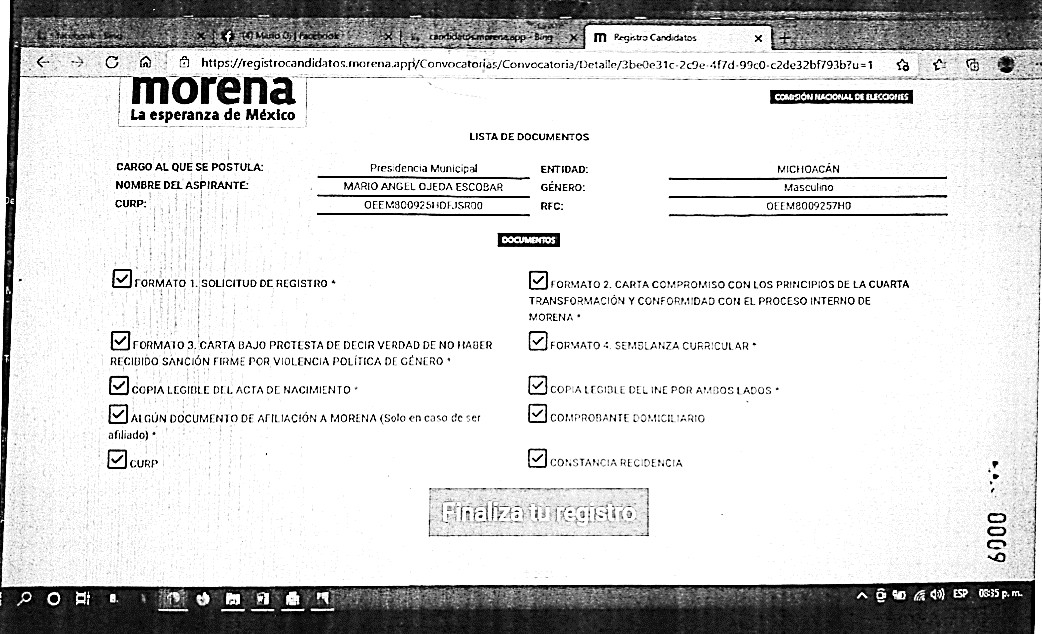 Registro Candidatos
https://registrocandidatos.morena.app/Convocatorias/Convocatoria/Detalle/3be0e31c-2c9e-4f7d-99c0-c2de32bf793b?u=1
morena
La esperanza de México
COMISIÓN NACIONAL DE ELECCIONES
LISTA DE DOCUMENTOS
CARGO AL QUE SE POSTULA: Presidencia Municipal ENTIDAD: MICHOACÁN
NOMBRE DEL ASPIRANTE: MARIO ANGEL OJEDA ESCOBAR GÉNERO: Masculino
CURP: RFC: OEEM8009257H0
DOCUMENTOS
FORMATO 1. SOLICITUD DE REGISTRO *
FORMATO 2. CARTA COMPROMISO CON LOS PRINCIPIOS DE LA CUARTA
TRANSFORMACIÓN Y CONFORMIDAD CON EL PROCESO INTERNO DE
MORENA *
FORMATO 3. CARTA BAJO PROTESTA DE DECIR VERDAD DE NO HABER
RECIBIDO SANCIÓN FIRME POR VIOLENCIA POLÍTICA DE GÉNERO *
FORMATO 4. SEMBLANZA CURRICULAR *
COPIA LEGIBLE DEL ACTA DE NACIMIENTO *
COPIA LEGIBLE DEL INE POR AMBOS LADOS *
ALGÚN DOCUMENTO DE AFILIACIÓN A MORENA (Solo en caso de ser
afiliado) *
COMPROBANTE DOMICILIARIO
CURP
CONSTANCIA RECIDENCIA
Finaliza tu registro
0009
ESP 08:35 p. m.